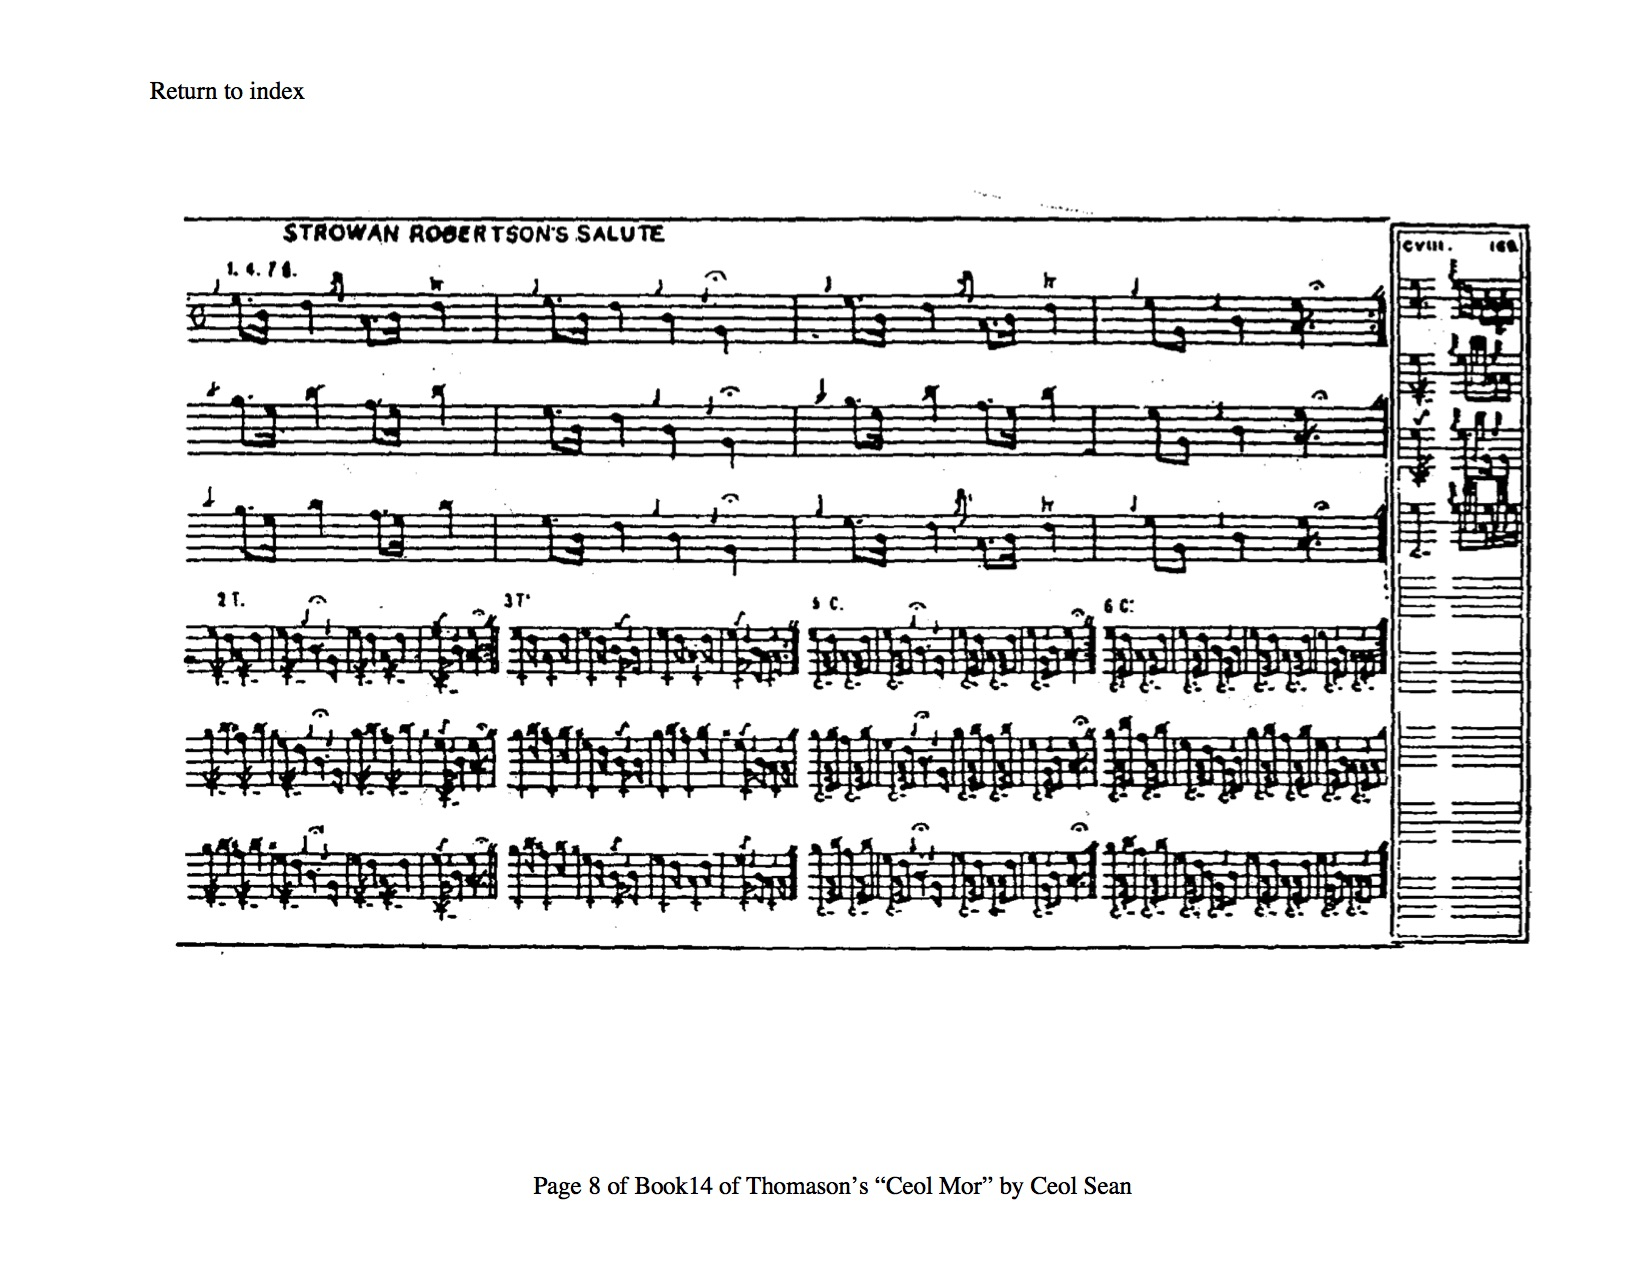 Return to index
STROWAN ROBERTSON'S SALUTE
CVIII.
1. 4. 7
2 T.
3 T.
5 C.
6 C.
Page 8 of Book14 of Thomason’s “Ceol Mor” by Ceol Sean